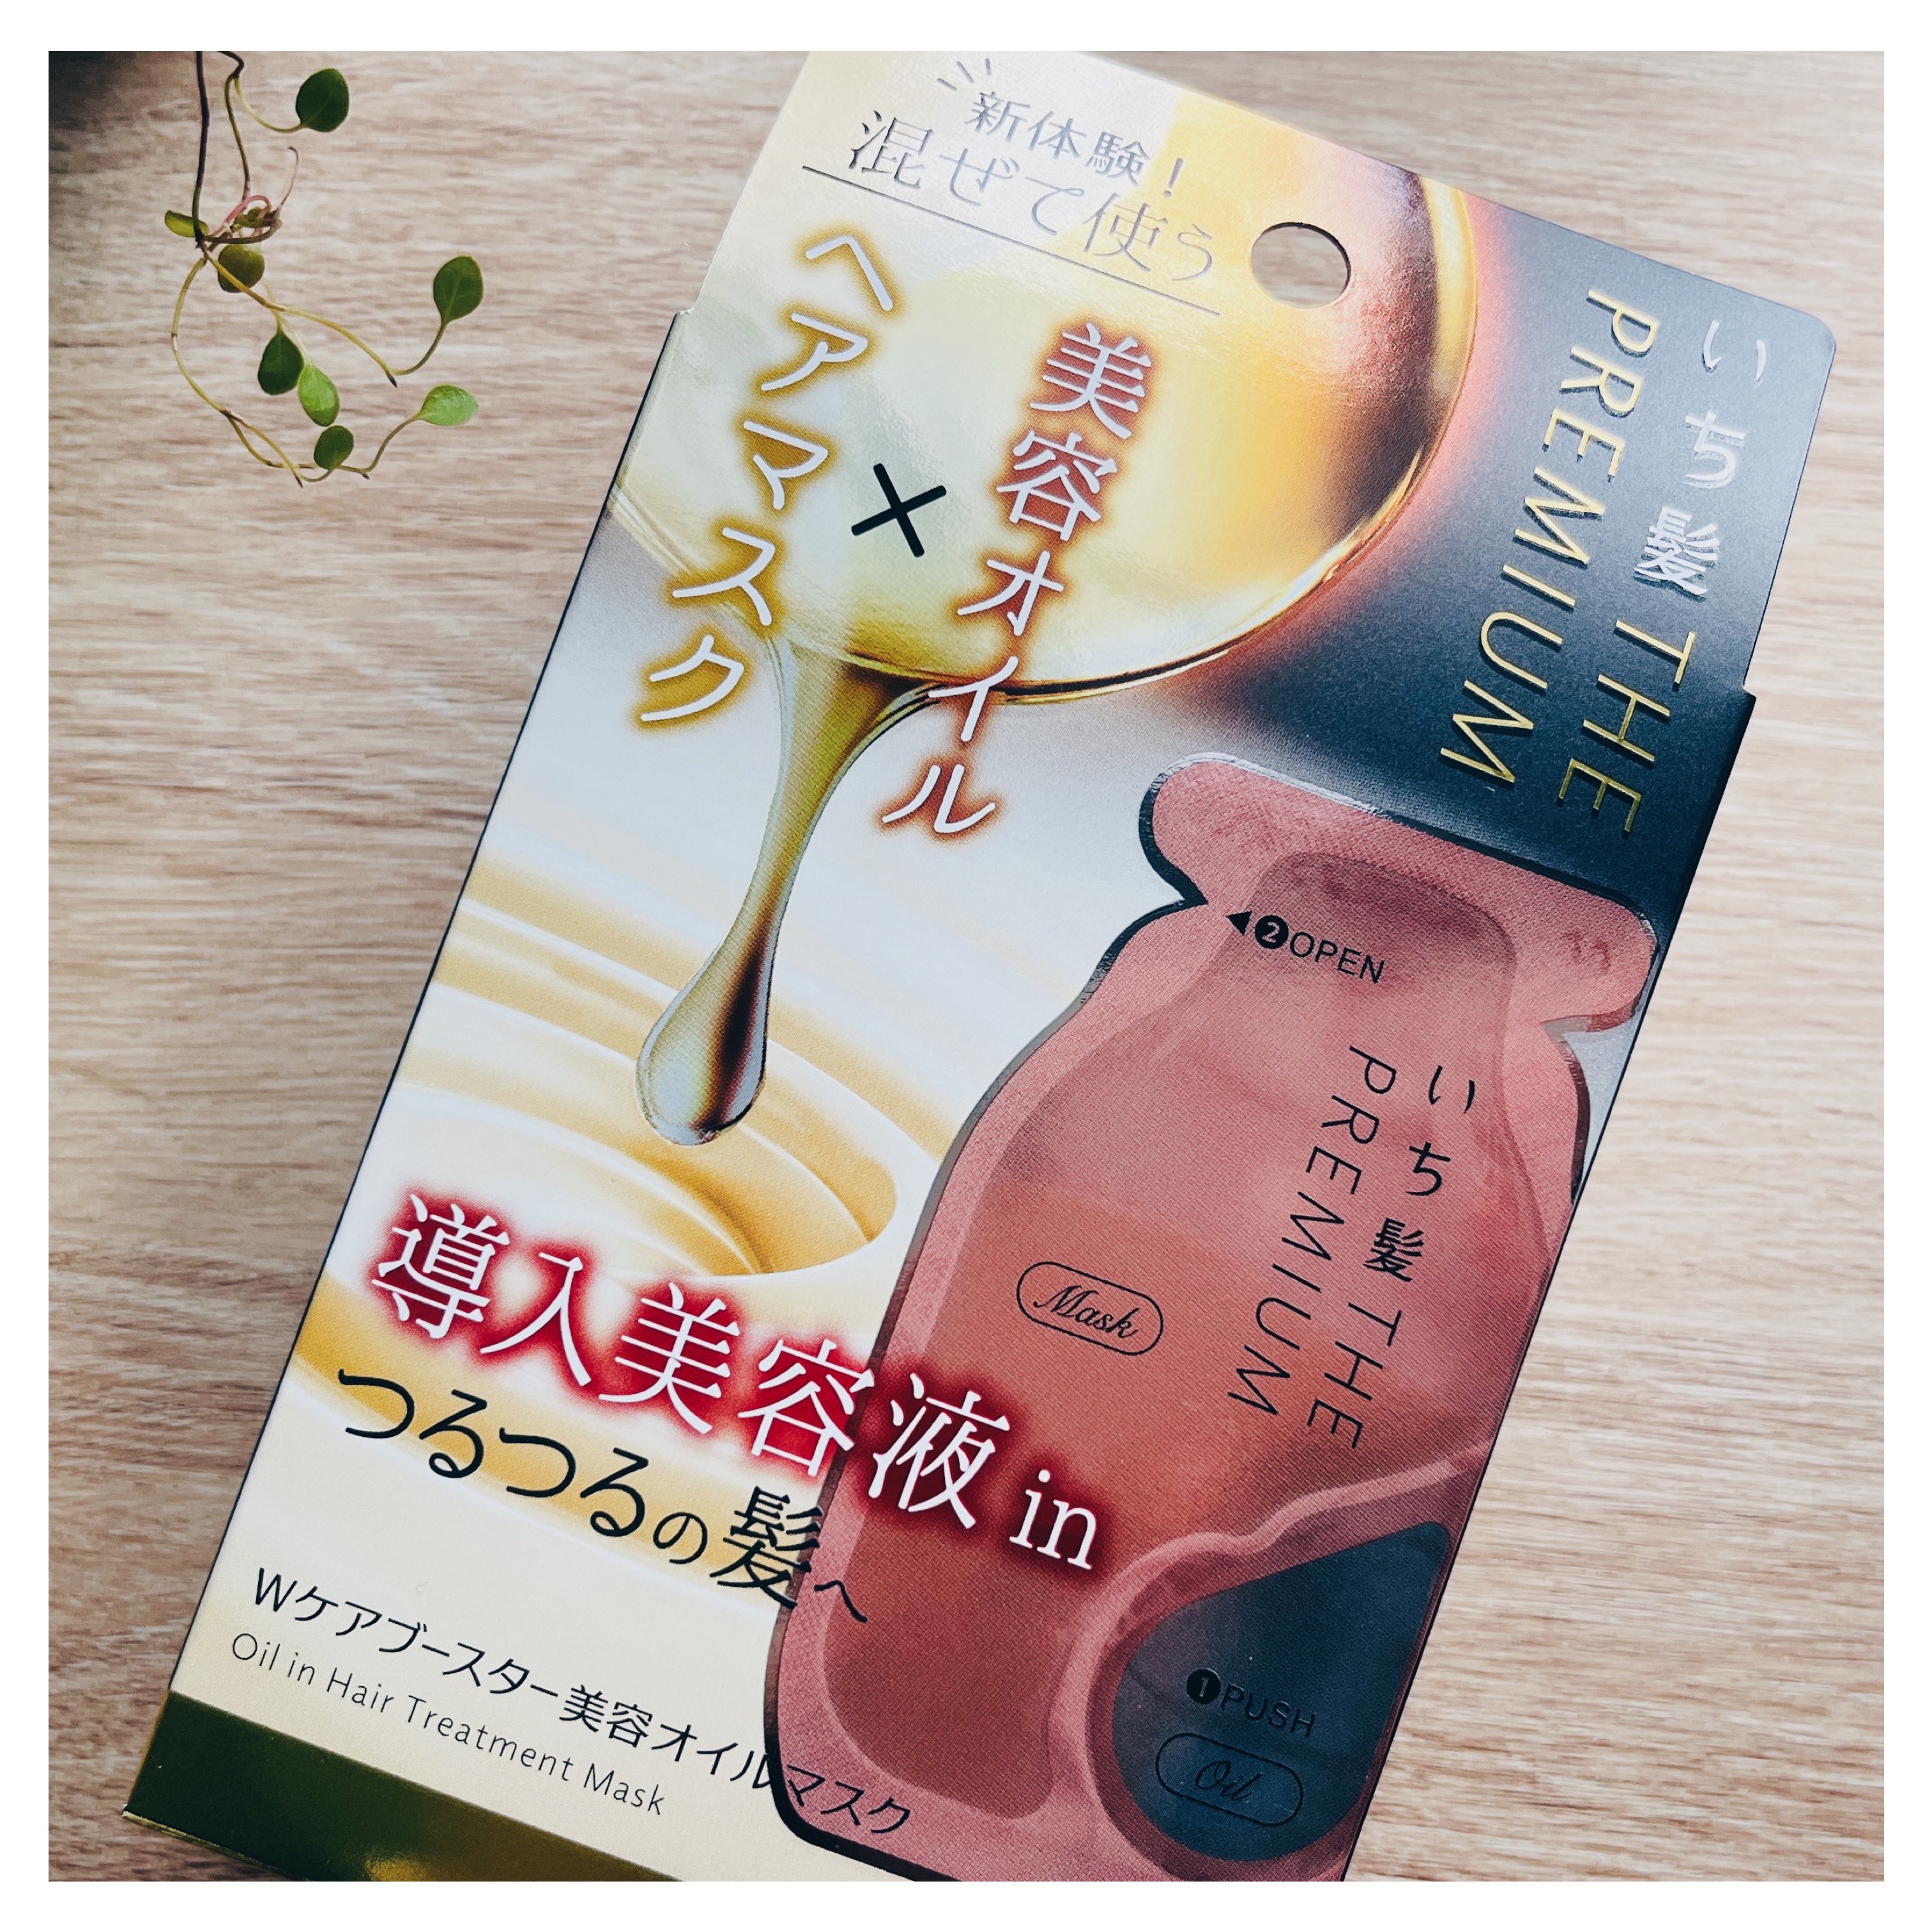 新体験!
混ぜて使う
美容オイル
×
ヘアマスク
いち髪 THE
PREMIUM
◀❷OPEN
いち髪 THE
PREMIUM
Mask
導入美容液 in
つるつるの髪へ
Wケアブースター美容オイルマスク
Oil in Hair Treatment Mask
❶PUSH
Oil